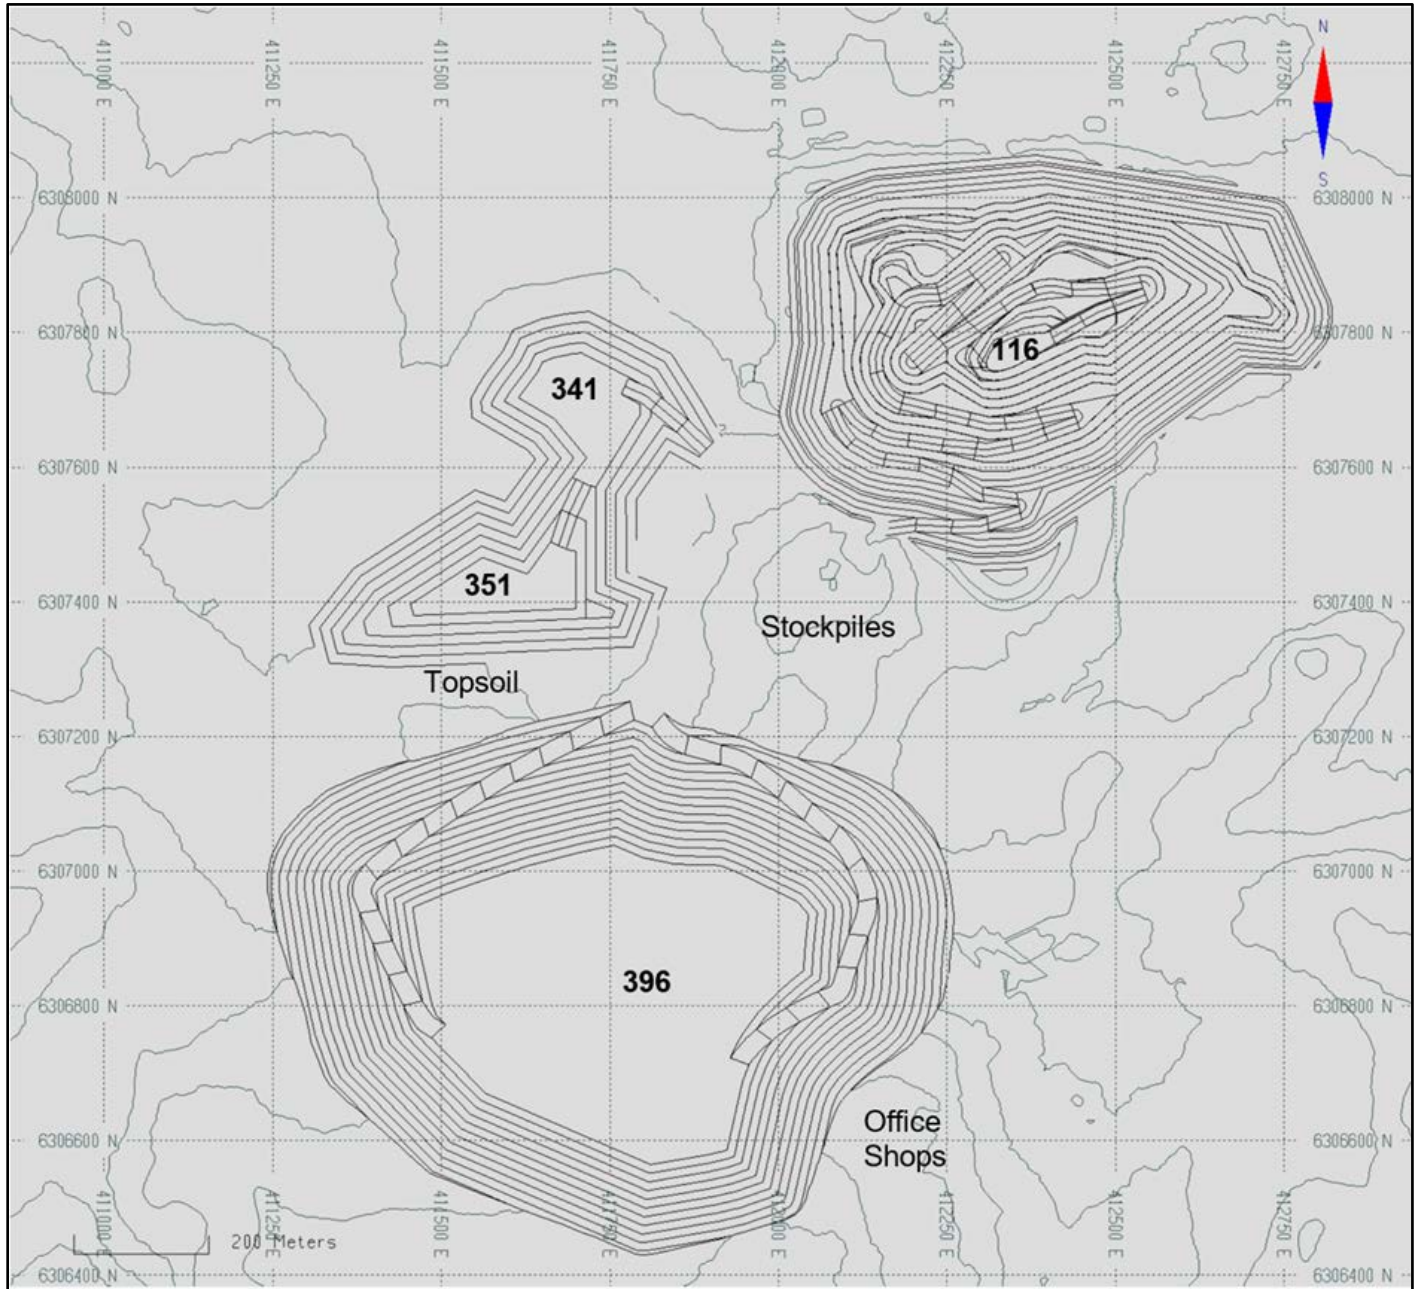 411000 E
411250 E
411500 E
411750 E
412000 E
412250 E
412500 E
412750 E
N
S
6308000 N
6308000 N
6307800 N
6307800 N
116
341
6307600 N
6307600 N
351
6307400 N
6307400 N
Stockpiles
Topsoil
6307200 N
6307200 N
6307000 N
6307000 N
396
6306800 N
6306800 N
Office
Shops
6306600 N
6306600 N
411000 E
411250 E
411500 E
411750 E
412000 E
412250 E
412500 E
412750 E
200 Meters
6306400 N
6306400 N